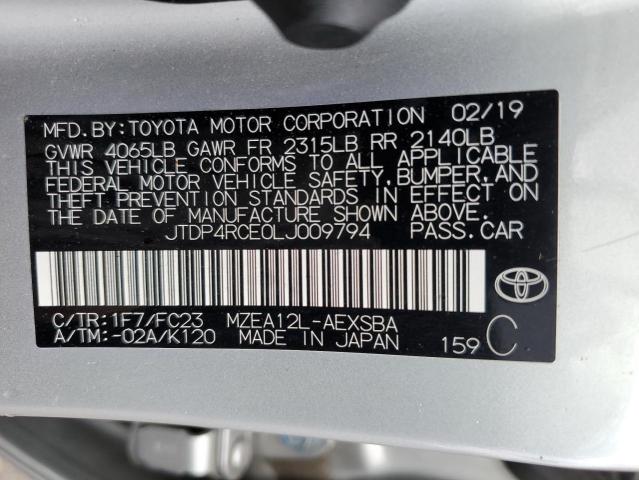 MFD.BY:TOYOTA MOTOR CORPORATION 02/19
GVWR 4065LB GAWR FR 2315LB RR 2140LB
THIS VEHICLE CONFORMS TO ALL APPLICABLE
FEDERAL MOTOR VEHICLE SAFETY,BUMPER,AND
THEFT PREVENTION STANDARDS IN EFFECT ON
THE DATE OF MANUFACTURE SHOWN ABOVE.
JTDP4RCE0LJ009794 PASS.CAR
C/TR:1F7/FC23 MZEA12L-AEXSBA
A/TM:-02A/K120 MADE IN JAPAN 159 C